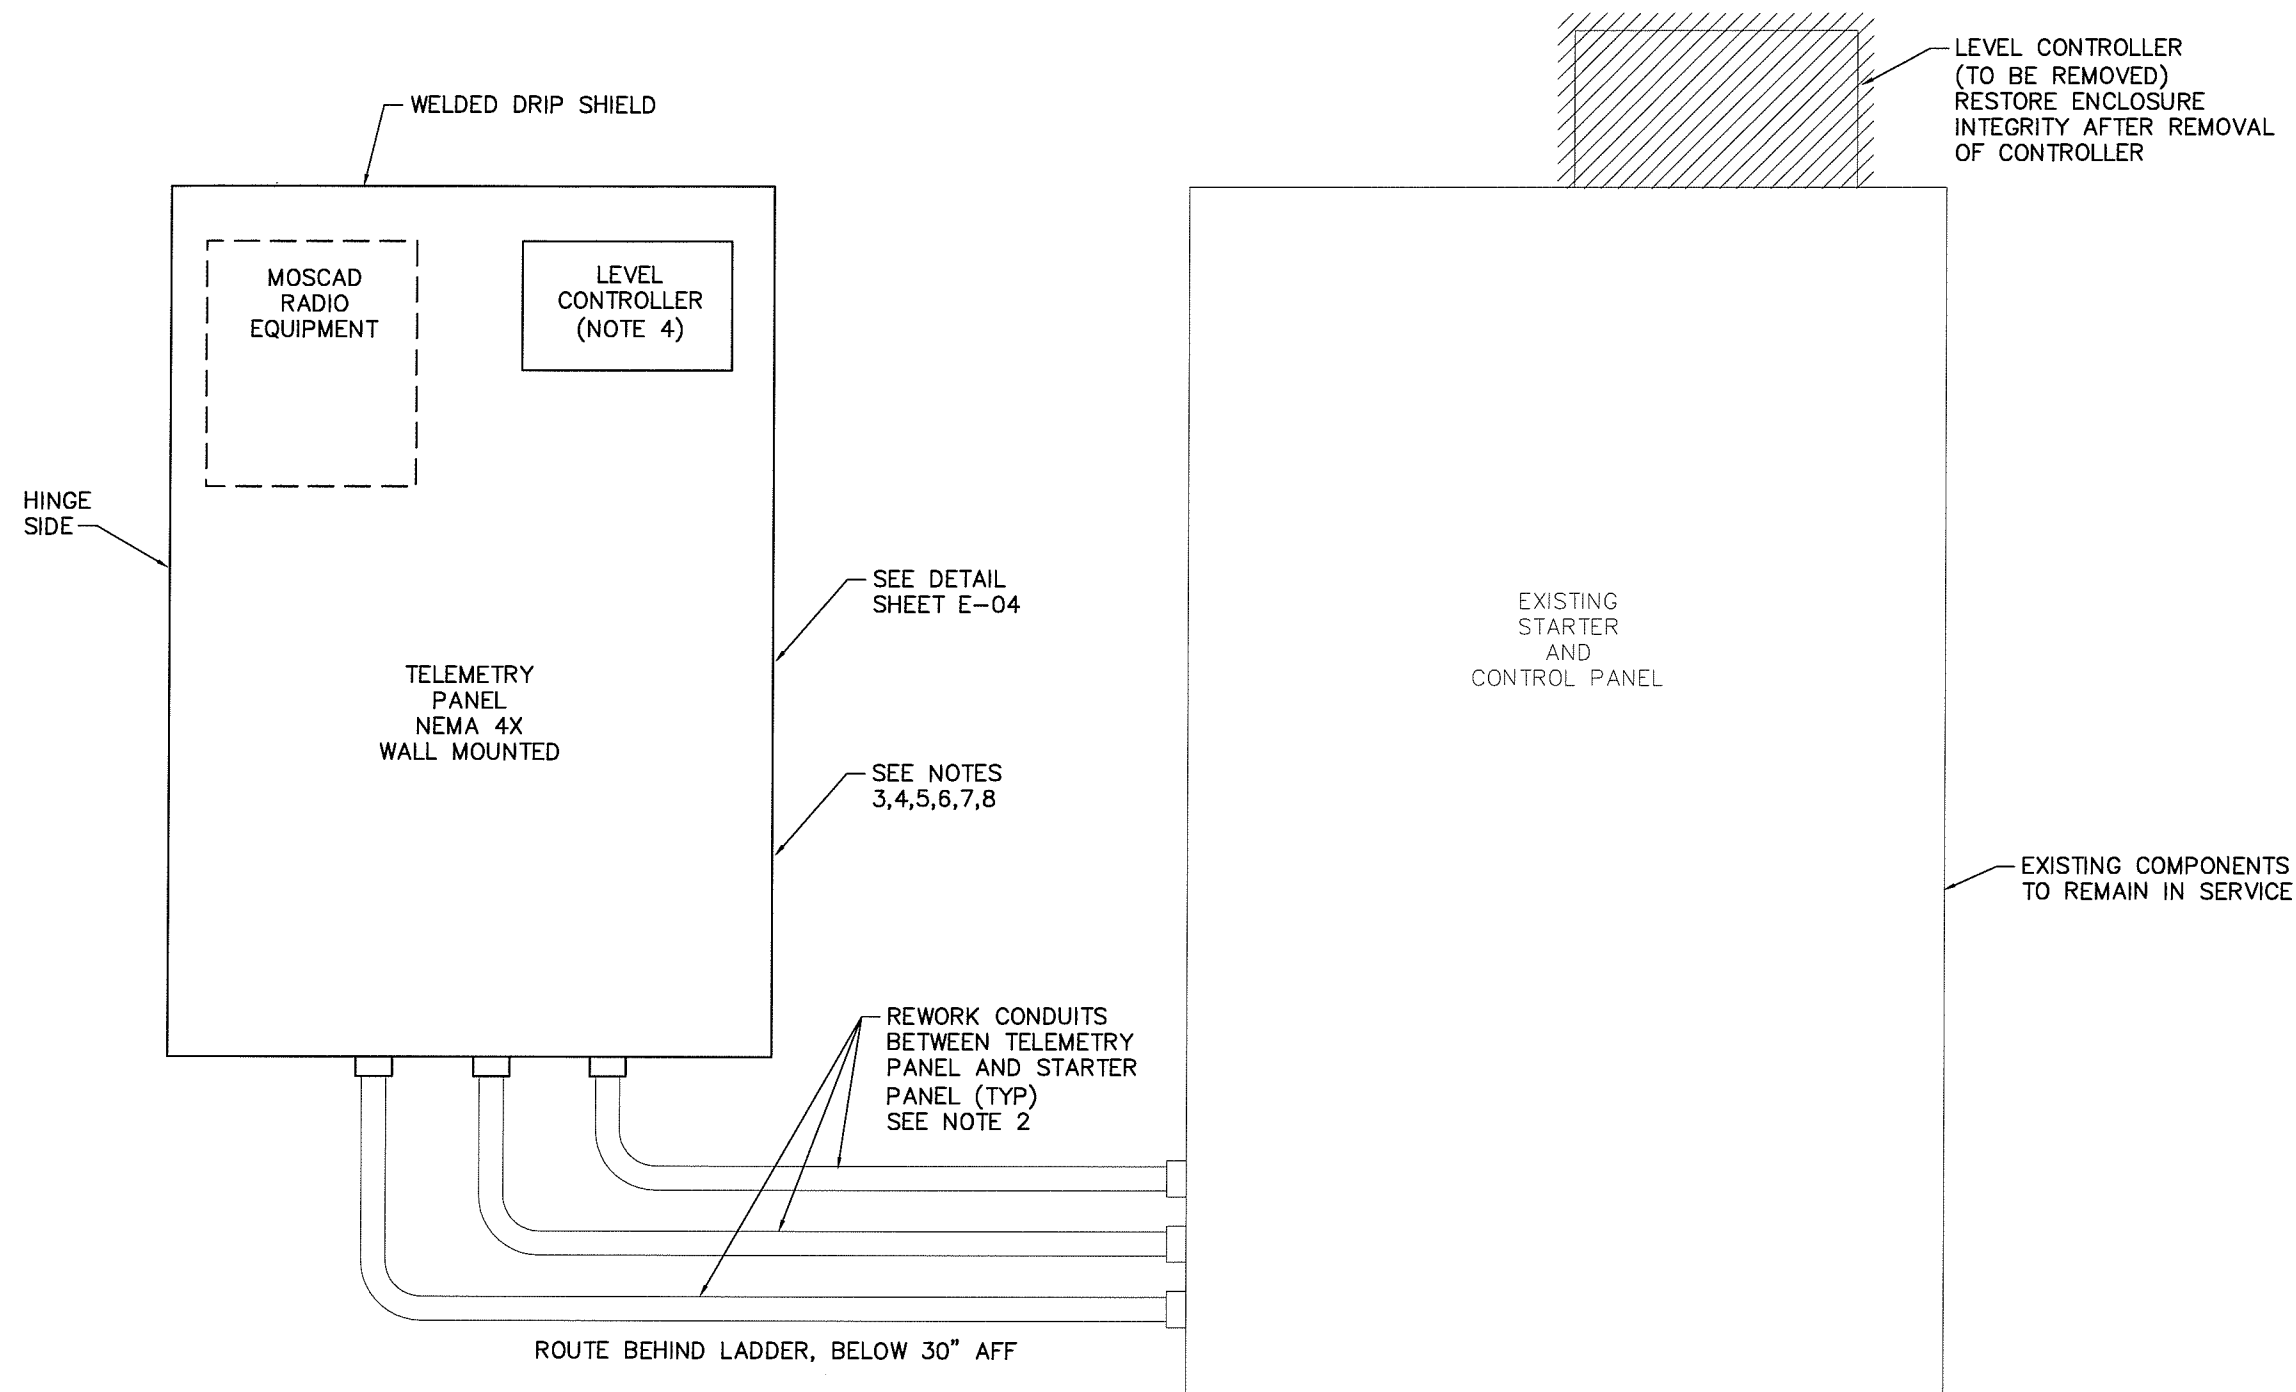 LEVEL CONTROLLER
(TO BE REMOVED)
RESTORE ENCLOSURE
INTEGRITY AFTER REMOVAL
OF CONTROLLER
WELDED DRIP SHIELD
MOSCAD
RADIO
EQUIPMENT
LEVEL
CONTROLLER
(NOTE 4)
HINGE
SIDE
SEE DETAIL
SHEET E-04
EXISTING
STARTER
AND
CONTROL PANEL
TELEMETRY
PANEL
NEMA 4X
WALL MOUNTED
SEE NOTES
3,4,5,6,7,8
EXISTING COMPONENTS
TO REMAIN IN SERVICE
REWORK CONDUITS
BETWEEN TELEMETRY
PANEL AND STARTER
PANEL (TYP)
SEE NOTE 2
ROUTE BEHIND LADDER, BELOW 30" AFF